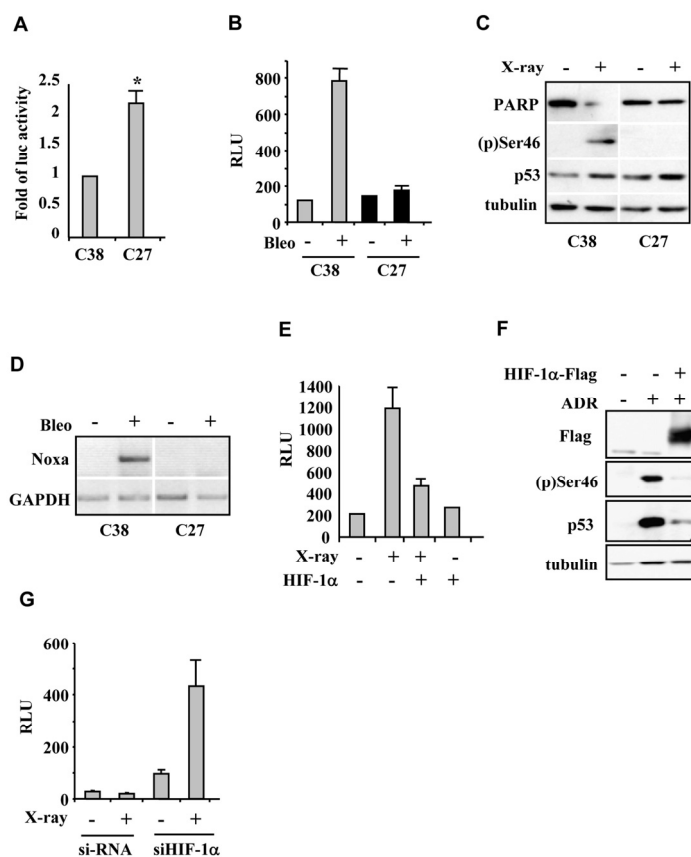 A
Fold of luc activity
2.5
2
1.5
1
0.5
0
*
C38 C27
B
RLU
800
600
400
200
0
Bleo - + - +
C38 C27
C
X-ray - + - +
PARP
(p)Ser46
p53
tubulin
C38 C27
D
Bleo - + - +
Noxa
GAPDH
C38 C27
E
RLU
1400
1200
1000
800
600
400
200
0
X-ray - + + -
HIF-1α - - + +
F
HIF-1α-Flag - - +
ADR - + +
Flag
(p)Ser46
p53
tubulin
G
RLU
600
400
200
0
X-ray - + - +
si-RNA siHIF-1α